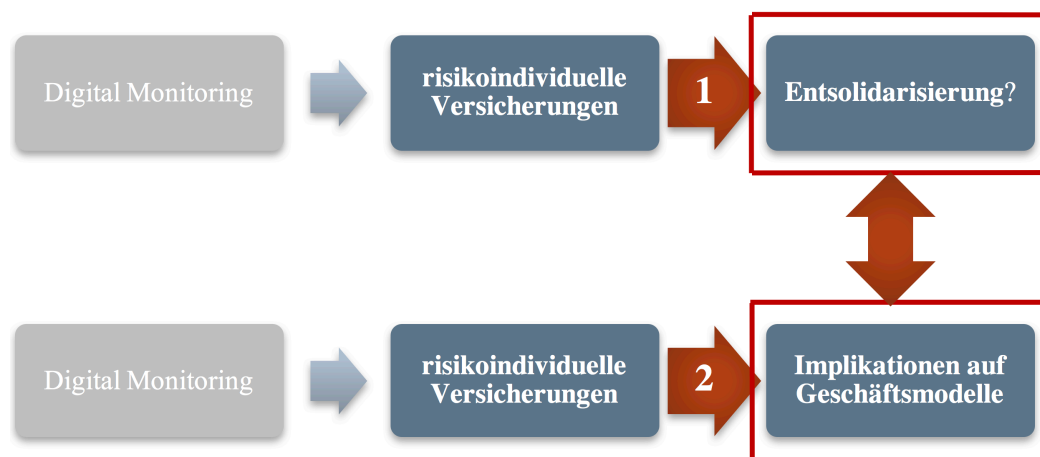 Digital Monitoring
risikoindividuelle
Versicherungen
1
Entsolidarisierung?
Digital Monitoring
risikoindividuelle
Versicherungen
2
Implikationen auf
Geschäftsmodelle